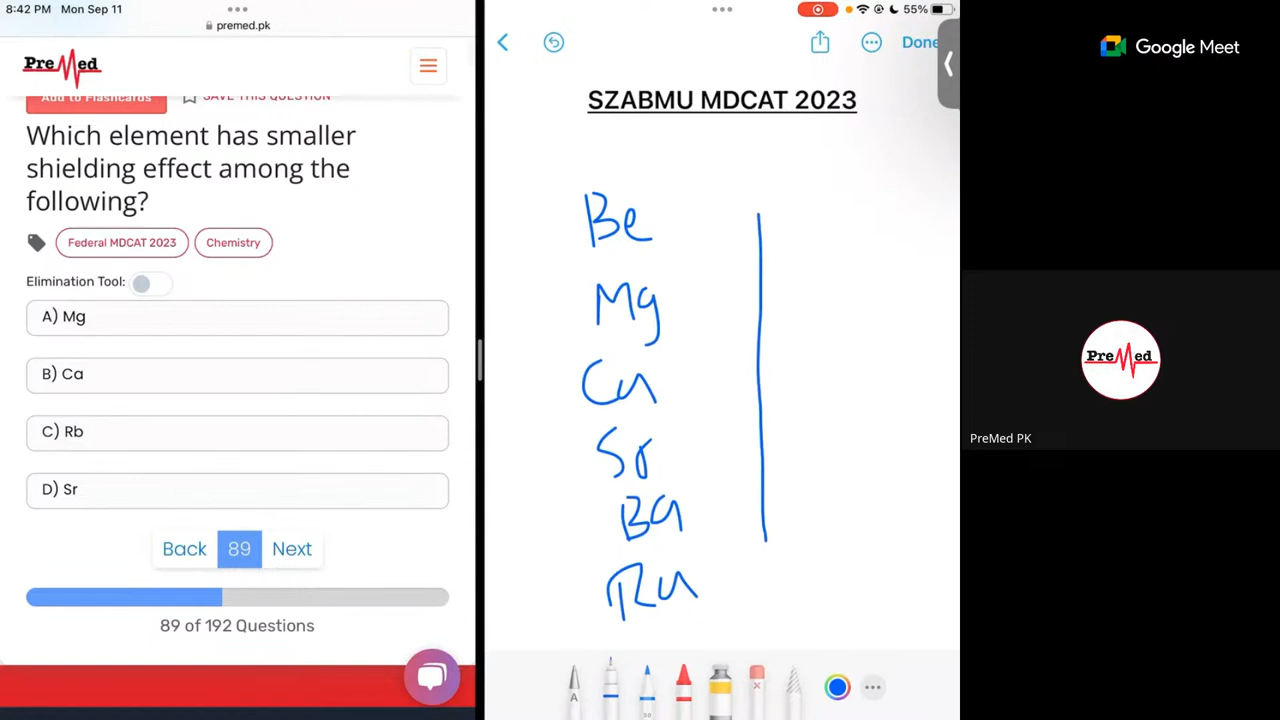 8:42 PM Mon Sep 11
premed.pk
PreMed
Add to Flashcards
SAVE THIS QUESTION
Which element has smaller
shielding effect among the
following?
Federal MDCAT 2023
Chemistry
Elimination Tool:
A) Mg
B) Ca
C) Rb
D) Sr
Back 89 Next
89 of 192 Questions
55%
Done
SZABMU MDCAT 2023
Be
Mg
Ca
Sr
Ba
Ra
A
Google Meet
PreMed
PreMed PK